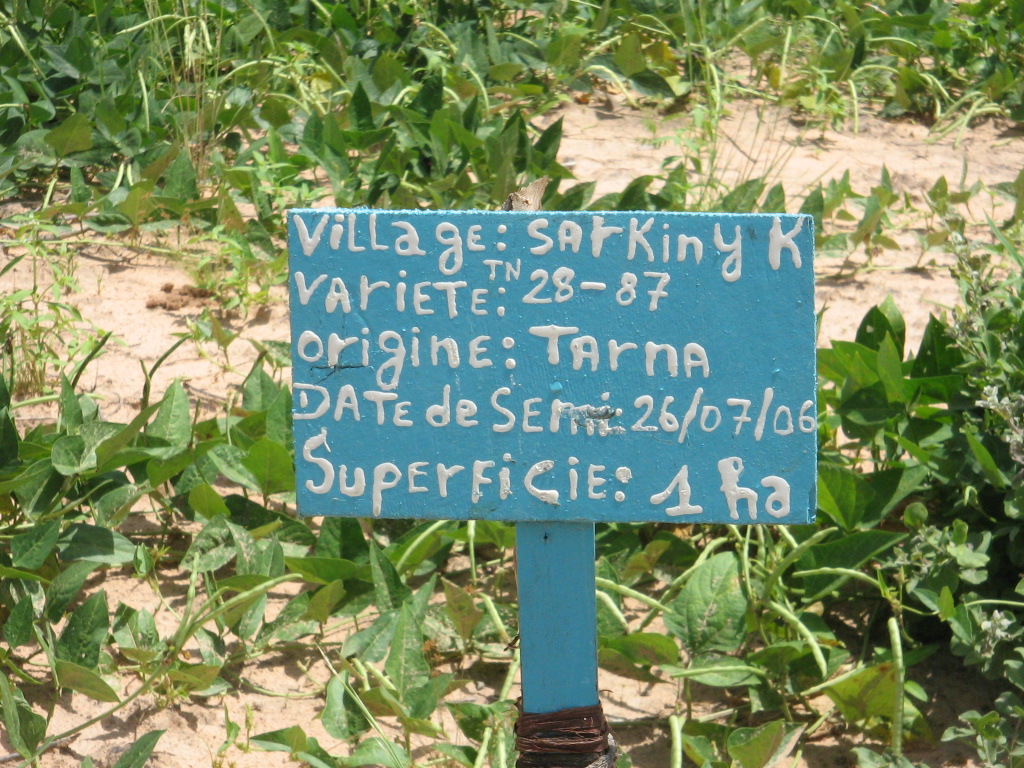 Village: Sarkiny K
Variete: TN 28-87
Origine: Tarna
Date de Semi: 26/07/06
Superficie: 1 ha